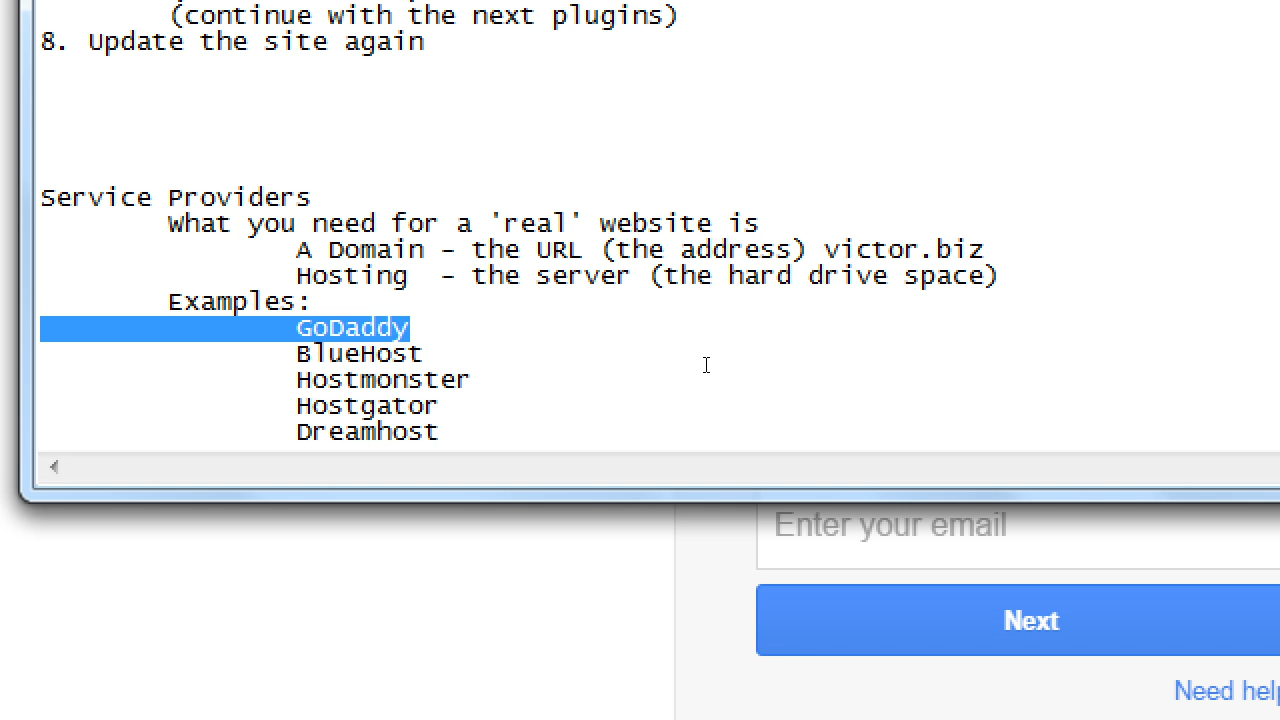 (continue with the next plugins)
8. Update the site again
Service Providers
What you need for a 'real' website is
A Domain - the URL (the address) victor.biz
Hosting - the server (the hard drive space)
Examples:
GoDaddy
BlueHost
Hostmonster
Hostgator
Dreamhost
Enter your email
Next
Need help